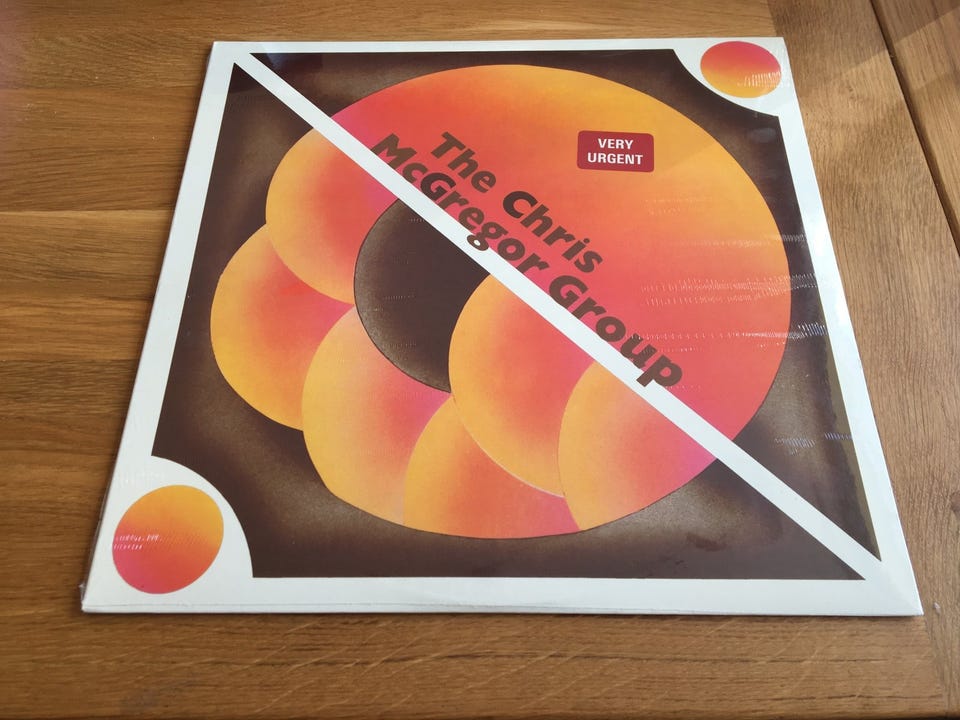 VERY
URGENT
The Chris
McGregor Group